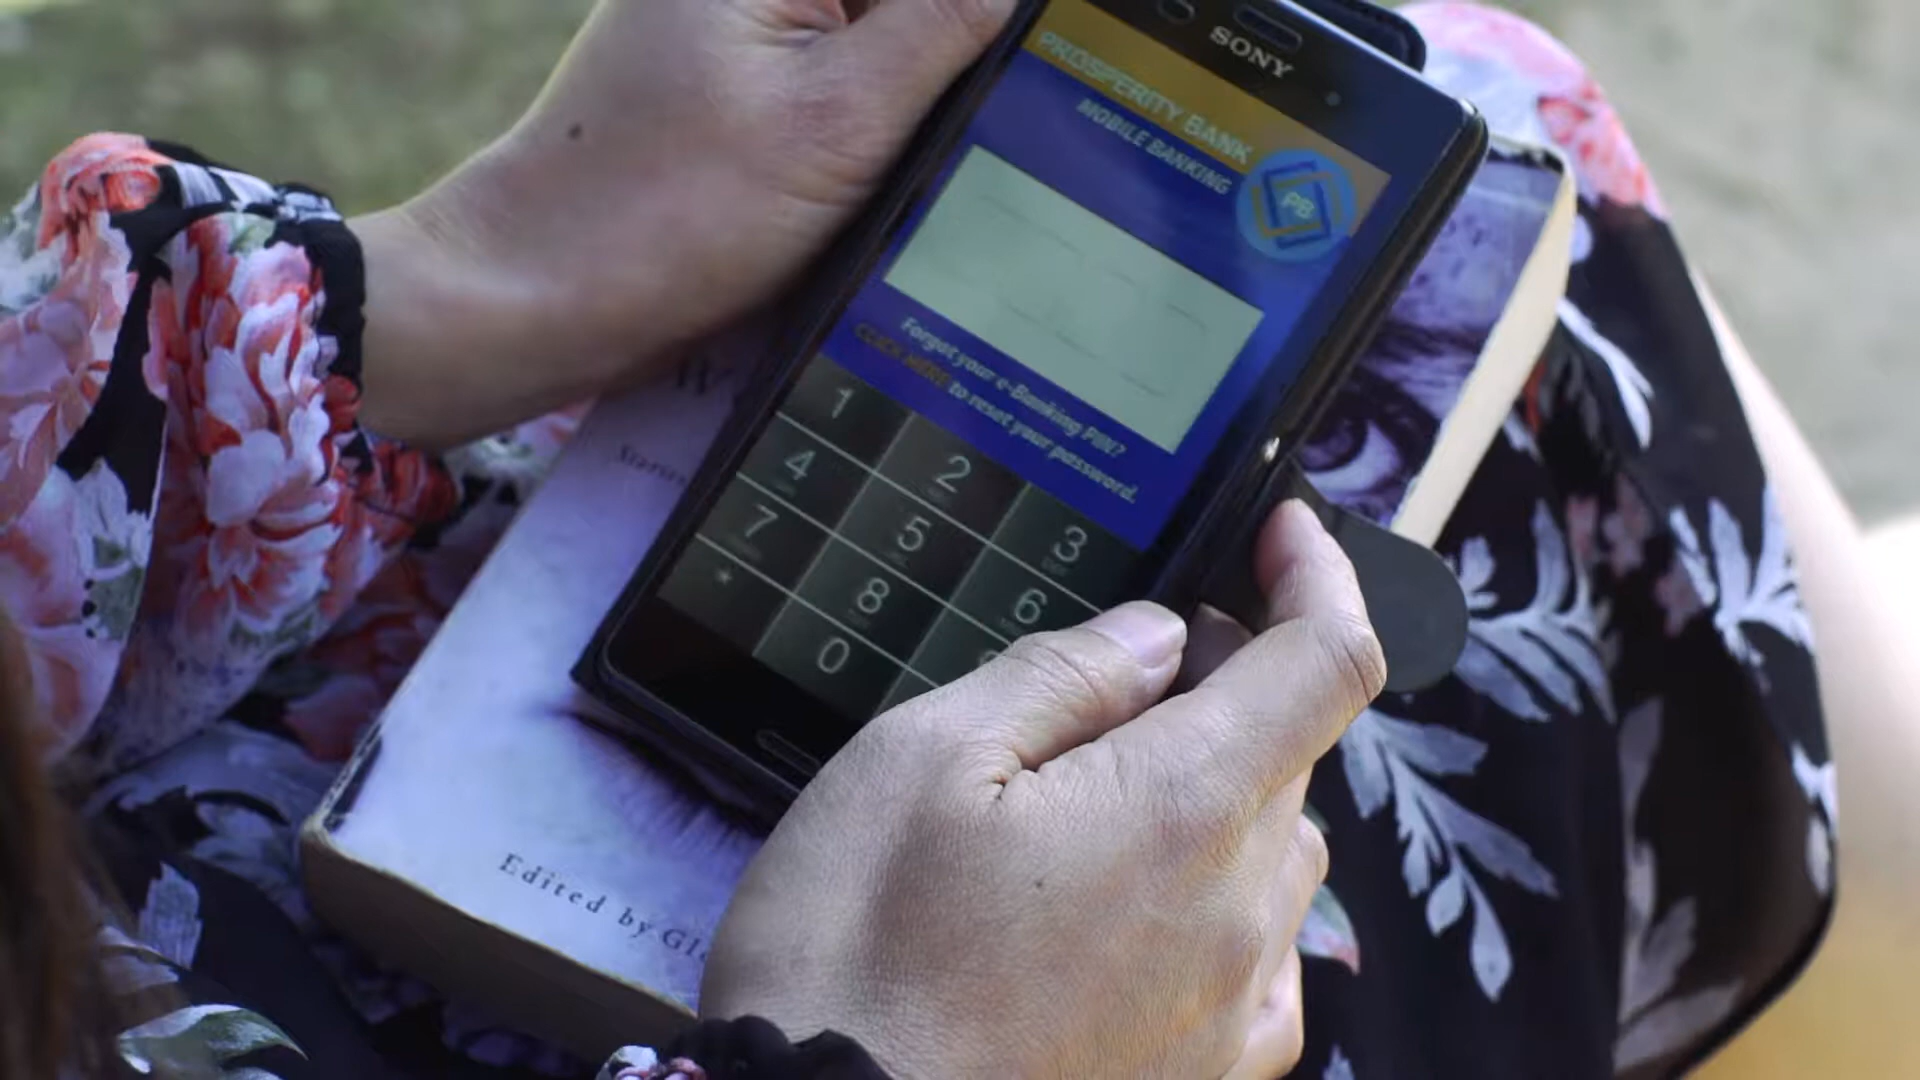 SONY
PROSPERITY BANK
MOBILE BANKING
PB
Forgot your e-Banking PIN?
CLICK HERE to reset your password.
1
2
3
4
5
6
7
8
*
0
Edited by